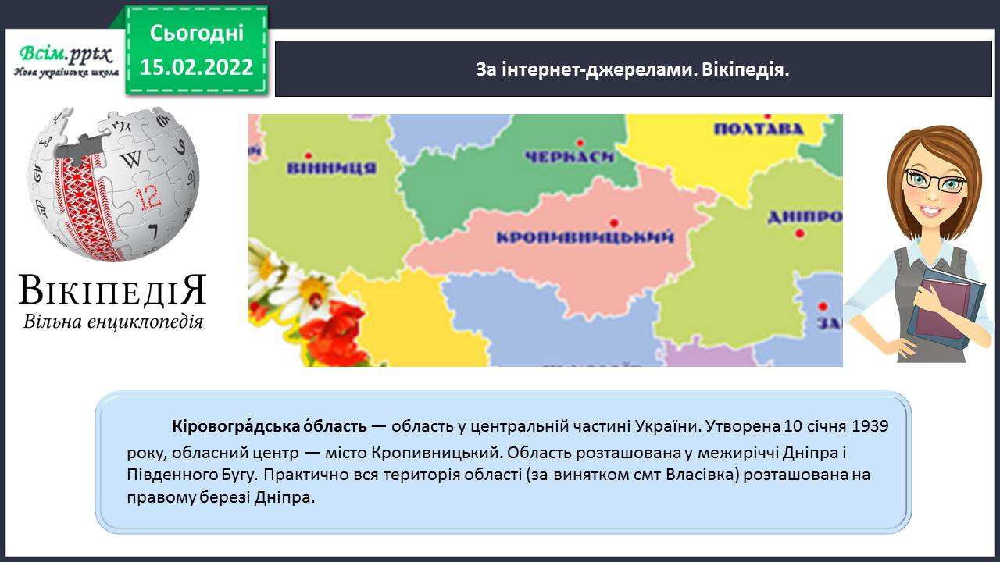 Сьогодні
15.02.2022
Всім.pptx
Нова українська школа
За інтернет-джерелами. Вікіпедія.
W
12
ВІКІПЕДІЯ
Вільна енциклопедія
ПОЛТАВА
ЧЕРКАСИ
ВІННИЦЯ
ДНІПРО
КРОПИВНИЦЬКИЙ
ЗА
Кіровогра́дська о́бласть — область у центральній частині України. Утворена 10 січня 1939
року, обласний центр — місто Кропивницький. Область розташована у межиріччі Дніпра і
Південного Бугу. Практично вся територія області (за винятком смт Власівка) розташована на
правому березі Дніпра.